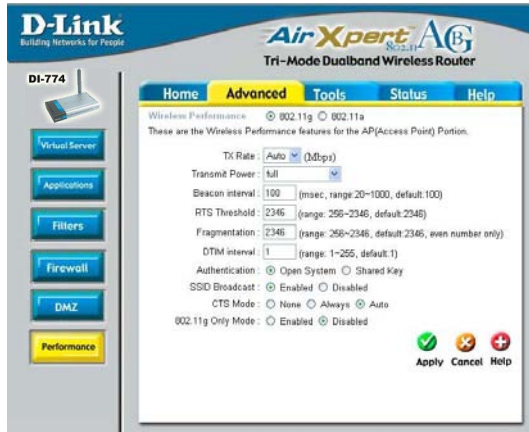 D-Link
Building Networks for People
Air Xpert 802.11 ABG
Tri-Mode Dualband Wireless Router
DI-774
Home Advanced Tools Status Help
Virtual Server
Applications
Filters
Firewall
DMZ
Performance
Wireless Performance 802.11g 802.11a
These are the Wireless Performance features for the AP(Access Point) Portion.
TX Rate : Auto (Mbps)
Transmit Power : full
Beacon interval : 100 (msec, range:20~1000, default:100)
RTS Threshold : 2346 (range: 256~2346, default:2346)
Fragmentation : 2346 (range: 256~2346, default:2346, even number only)
DTIM interval : 1 (range: 1~255, default:1)
Authentication : Open System Shared Key
SSID Broadcast : Enabled Disabled
CTS Mode : None Always Auto
802.11g Only Mode : Enabled Disabled
Apply Cancel Help